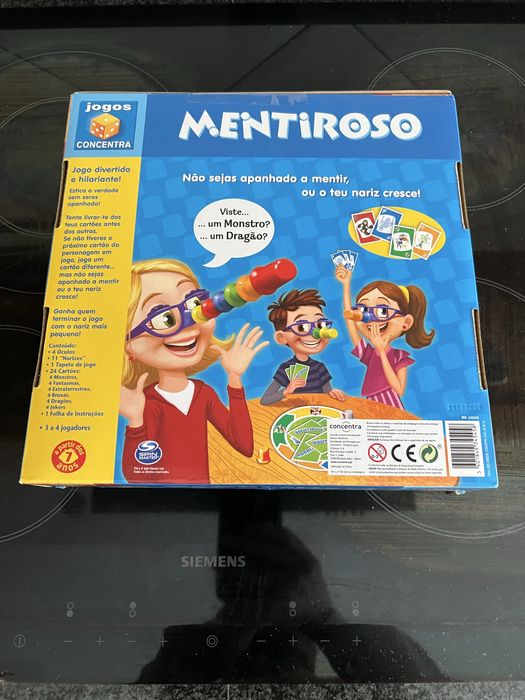 jogos
CONCENTRA
MENTIROSO
Não sejas apanhado a mentir,
ou o teu nariz cresce!
Jogo divertido
e hilariante!
Estica a verdade
sem seres
apanhado!
Tenta livrar-te dos
teus cartões antes
dos outros.
Se não tiveres o
próximo cartão do
personagem em
jogo, joga um
cartão diferente...
mas não sejas
apanhado a mentir
ou o teu nariz
cresce!
Ganha quem
terminar o jogo
com o nariz mais
pequeno!
Conteúdo:
• 4 Óculos
• 31 "Narizes"
• 1 Tapete de jogo
• 24 Cartões:
4 Monstros,
4 Fantasmas,
4 Extraterrestres,
4 Bruxas,
4 Dragões,
4 Jokers
• 1 Folha de instruções
• 3 a 4 jogadores
a partir dos
7
anos
Viste...
... um Monstro?
... um Dragão?
SPIN
MASTER
concentra
CE
0-3
SIEMENS